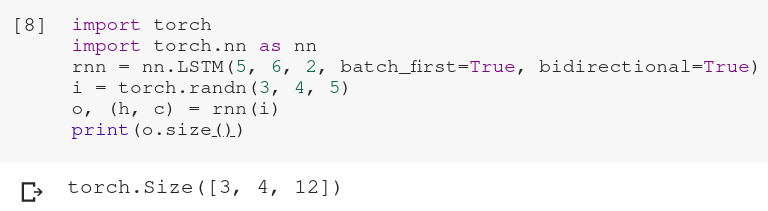 [8] import torch
import torch.nn as nn
rnn = nn.LSTM(5, 6, 2, batch_first=True, bidirectional=True)
i = torch.randn(3, 4, 5)
o, (h, c) = rnn(i)
print(o.size())
torch.Size([3, 4, 12])